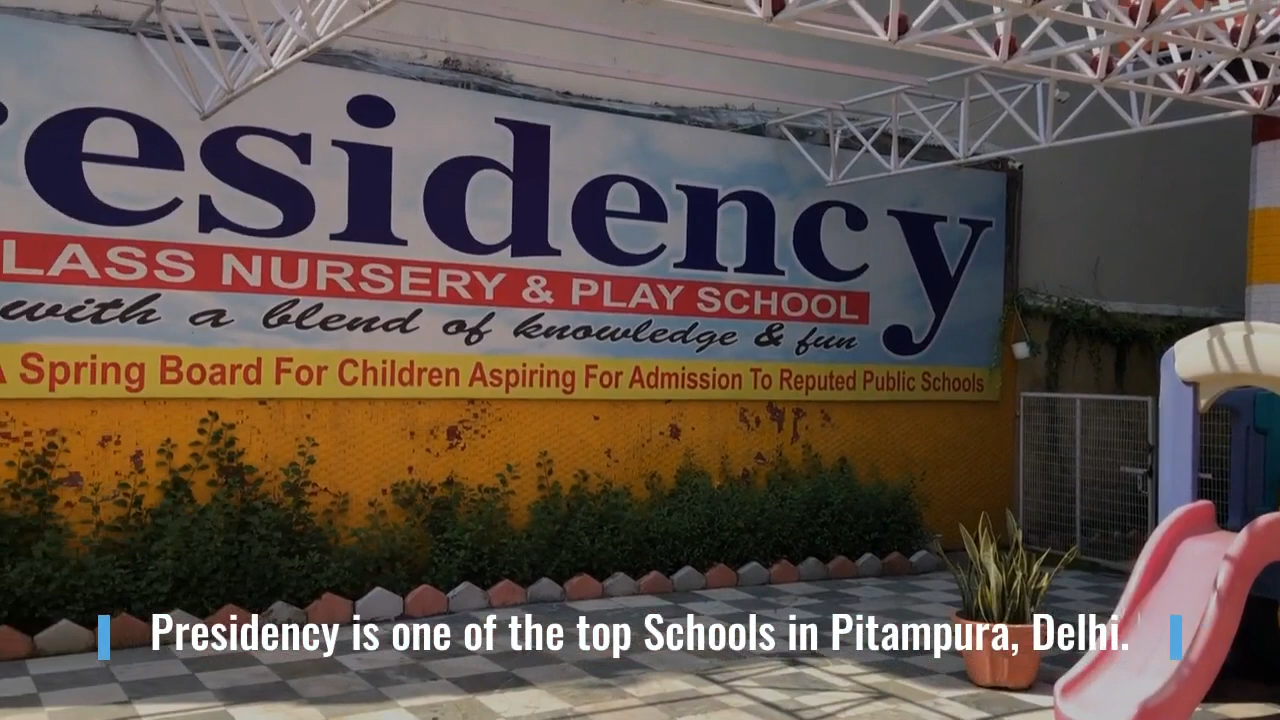 residency
LASS NURSERY & PLAY SCHOOL
with a blend of knowledge & fun
A Spring Board For Children Aspiring For Admission To Reputed Public Schools
Presidency is one of the top Schools in Pitampura, Delhi.